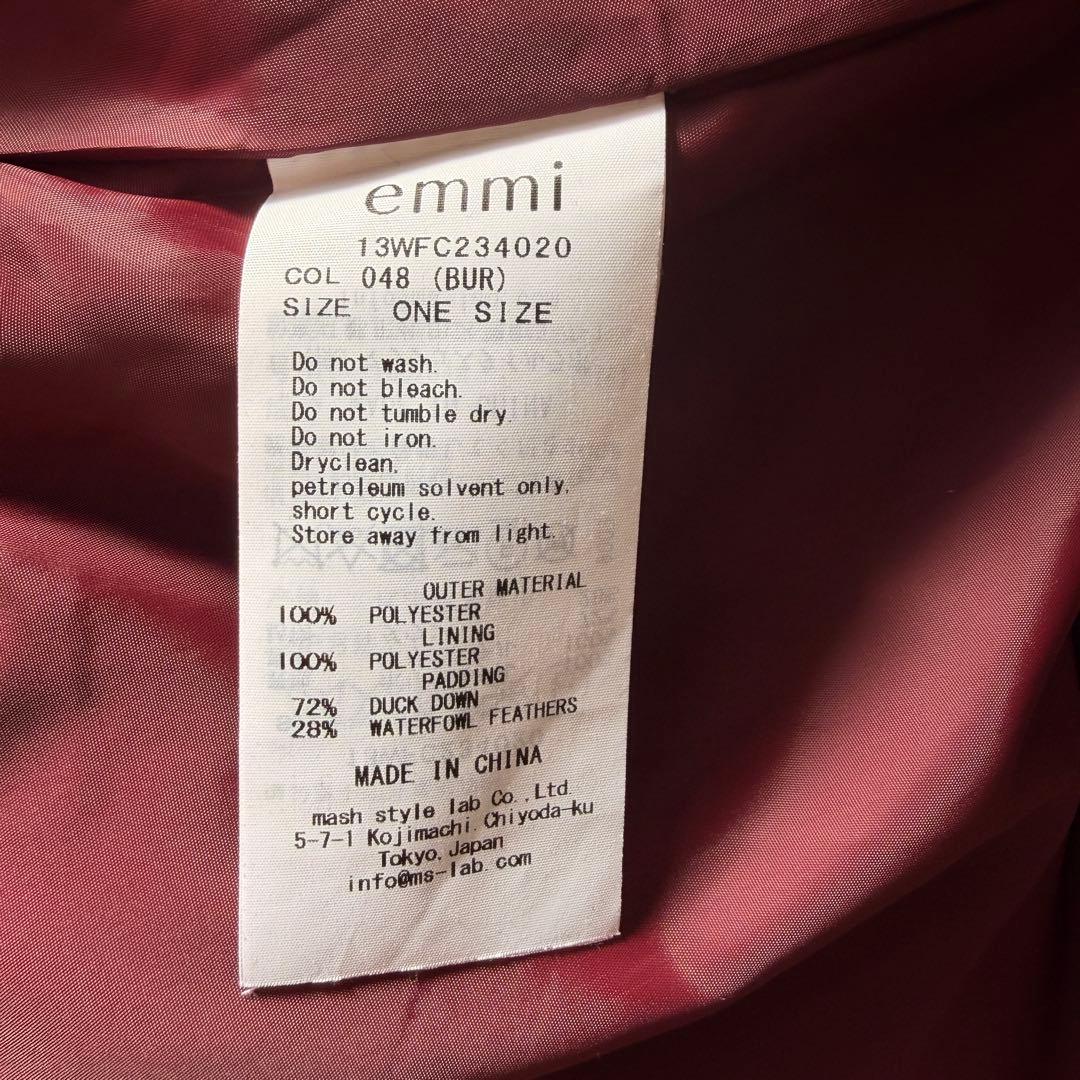 emmi
13WFC234020
COL 048 (BUR)
SIZE ONE SIZE
Do not wash.
Do not bleach.
Do not tumble dry.
Do not iron.
Dryclean,
petroleum solvent only,
short cycle.
Store away from light.
OUTER MATERIAL
100% POLYESTER
LINING
100% POLYESTER
PADDING
72% DUCK DOWN
28% WATERFOWL FEATHERS
MADE IN CHINA
mash style lab Co.,Ltd
5-7-1 Kojimachi, Chiyoda-ku
Tokyo, Japan
info@ms-lab.com